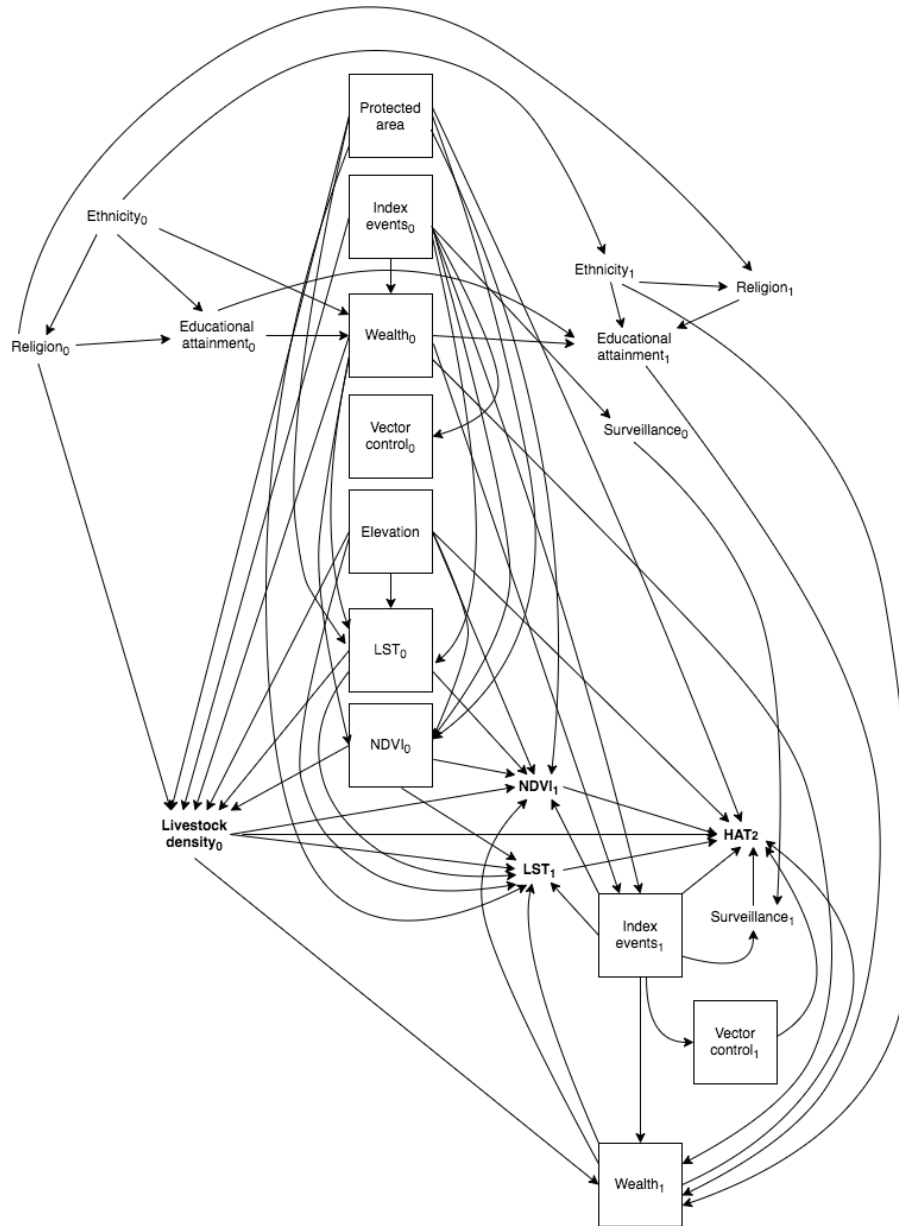 Protected
area
Ethnicity₀
Index
events₀
Ethnicity₁
Religion₁
Religion₀
Educational
attainment₀
Wealth₀
Educational
attainment₁
Vector
control₀
Surveillance₀
Elevation
LST₀
NDVI₀
NDVI₁
Livestock
density₀
HAT₂
LST₁
Index
events₁
Surveillance₁
Vector
control₁
Wealth₁